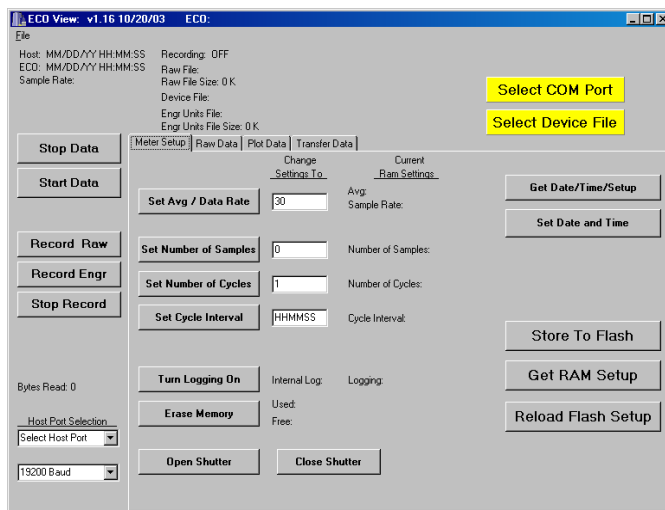 ECO View: v1.16 10/20/03 ECO:
File
Host: MM/DD/YY HH:MM:SS
ECO: MM/DD/YY HH:MM:SS
Sample Rate:
Recording: OFF
Raw File:
Raw File Size: 0 K
Device File:
Engr Units File:
Engr Units File Size: 0 K
Select COM Port
Select Device File
Stop Data
Start Data
Record Raw
Record Engr
Stop Record
Bytes Read: 0
Host Port Selection
Select Host Port
19200 Baud
Meter Setup Raw Data Plot Data Transfer Data
Change Settings To
Current Ram Settings
Set Avg / Data Rate 30 Avg:
Sample Rate:
Set Number of Samples 0 Number of Samples:
Set Number of Cycles 1 Number of Cycles:
Set Cycle Interval HHMMSS Cycle Interval:
Turn Logging On Internal Log: Logging:
Erase Memory Used:
Free:
Open Shutter Close Shutter
Get Date/Time/Setup
Set Date and Time
Store To Flash
Get RAM Setup
Reload Flash Setup